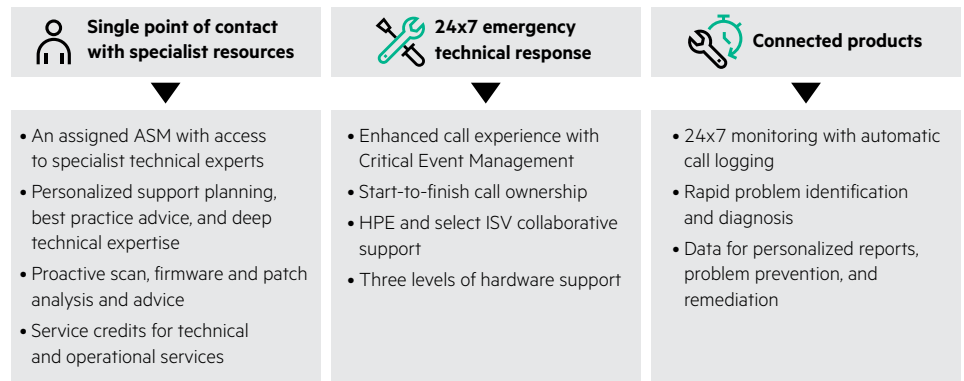 Single point of contact
with specialist resources
• An assigned ASM with access
to specialist technical experts
• Personalized support planning,
best practice advice, and deep
technical expertise
• Proactive scan, firmware and patch
analysis and advice
• Service credits for technical
and operational services
24x7 emergency
technical response
• Enhanced call experience with
Critical Event Management
• Start-to-finish call ownership
• HPE and select ISV collaborative
support
• Three levels of hardware support
Connected products
• 24x7 monitoring with automatic
call logging
• Rapid problem identification
and diagnosis
• Data for personalized reports,
problem prevention, and
remediation